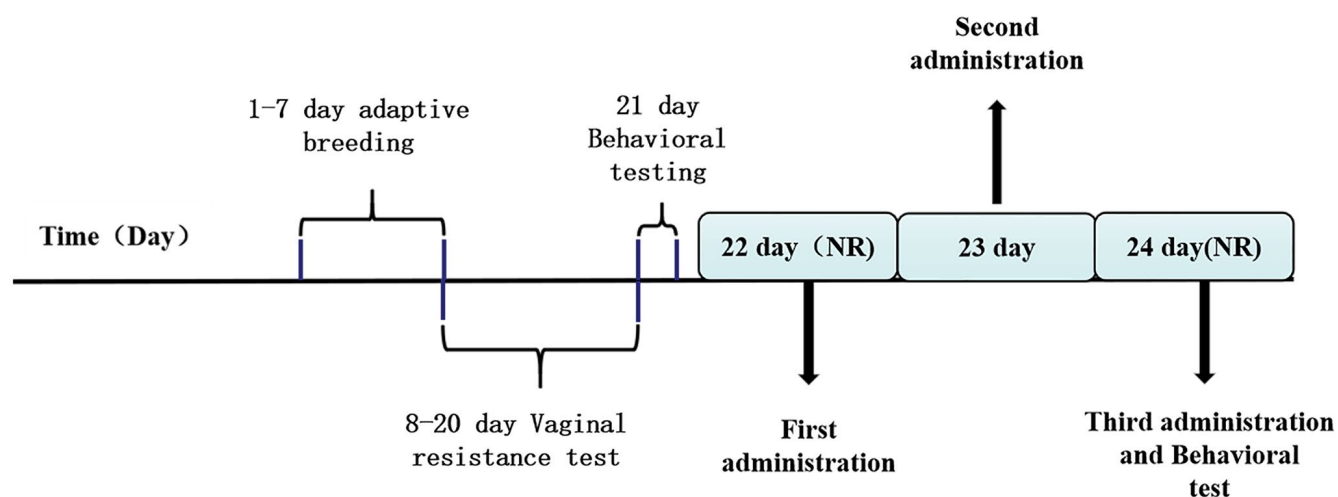 Second
administration
1-7 day adaptive
breeding
21 day
Behavioral
testing
Time（Day）
22 day（NR)
23 day
24 day(NR)
8-20 day Vaginal
resistance test
First
administration
Third administration
and Behavioral
test